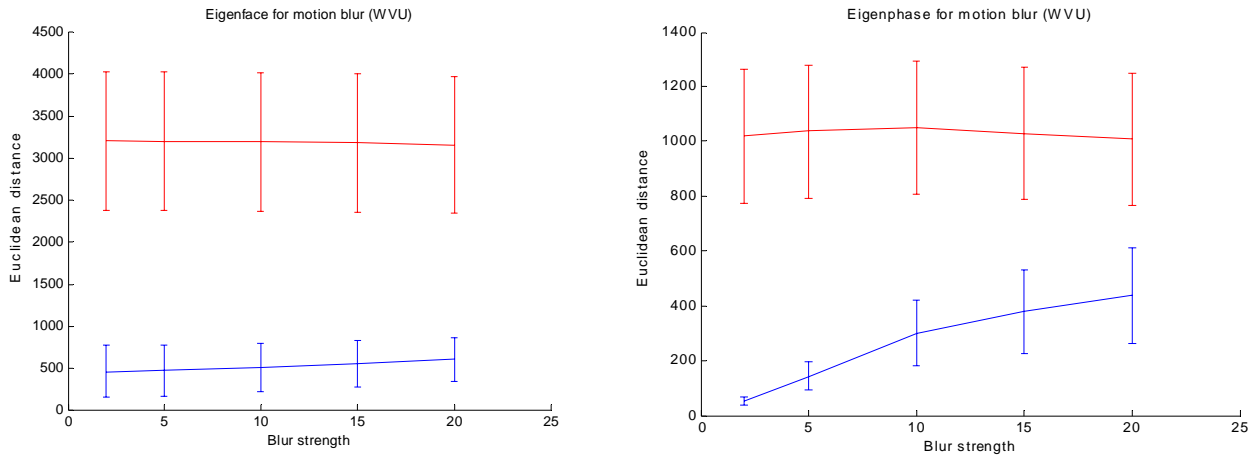 Eigenface for motion blur (WVU)
4500
4000
3500
3000
2500
2000
1500
1000
500
0
Euclidean distance
0 5 10 15 20 25
Blur strength
Eigenphase for motion blur (WVU)
1400
1200
1000
800
600
400
200
0
Euclidean distance
0 5 10 15 20 25
Blur strength